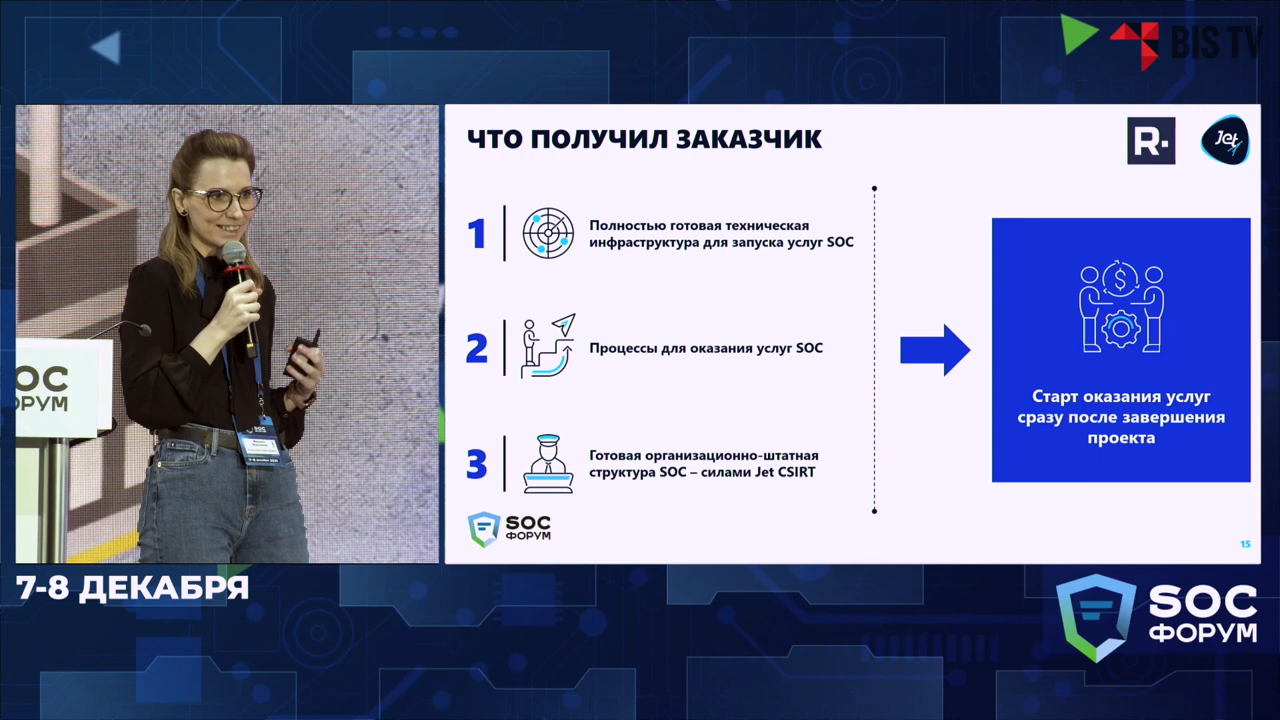 BIS TV
ЧТО ПОЛУЧИЛ ЗАКАЗЧИК
R.
Jet
1
Полностью готовая техническая
инфраструктура для запуска услуг SOC
2
Процессы для оказания услуг SOC
3
Готовая организационно-штатная
структура SOC – силами Jet CSIRT
Старт оказания услуг
сразу после завершения
проекта
SOC
ФОРУМ
15
ОС
ОРУМ
SOC
7-8 ДЕКАБРЯ
SOC
ФОРУМ